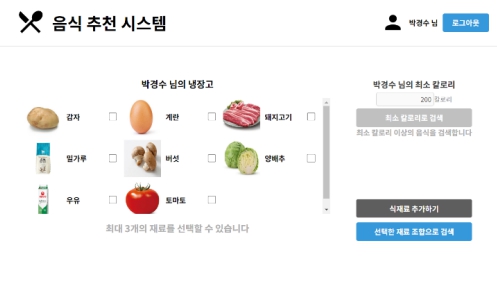 음식 추천 시스템
박경수 님
로그아웃
박경수 님의 냉장고
감자
계란
돼지고기
밀가루
버섯
양배추
우유
토마토
최대 3개의 재료를 선택할 수 있습니다
박경수 님의 최소 칼로리
200 칼로리
최소 칼로리로 검색
최소 칼로리 이상의 음식을 검색합니다
식재료 추가하기
선택한 재료 조합으로 검색